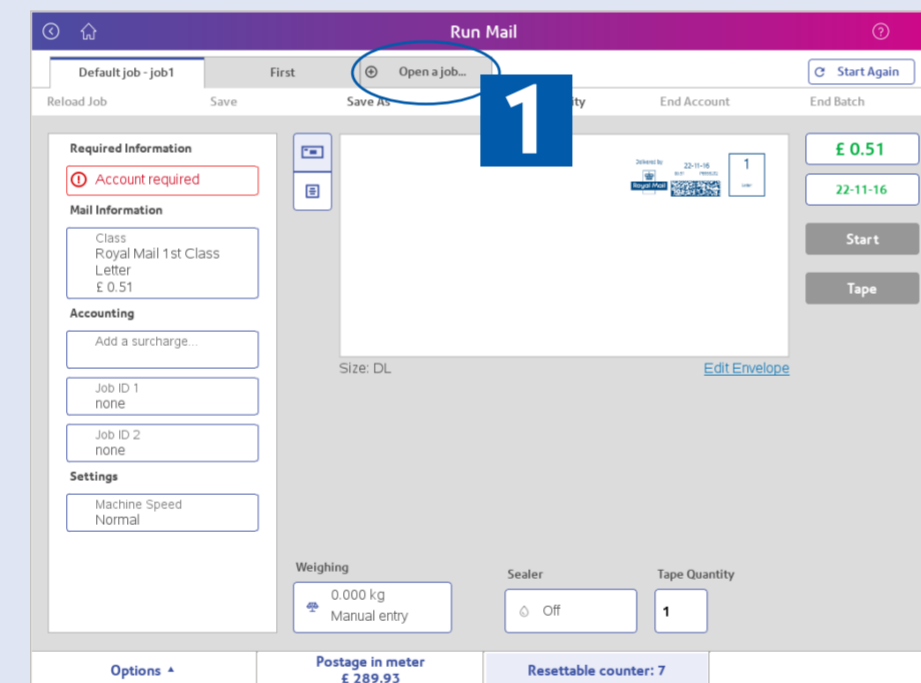 Run Mail
Default job - job1
First
Open a job...
Start Again
Reload Job
Save
Save As
1
End Account
End Batch
Required Information
Account required
Mail Information
Class
Royal Mail 1st Class
Letter
£ 0.51
Accounting
Add a surcharge...
Job ID 1
none
Job ID 2
none
Settings
Machine Speed
Normal
Delivered by
22-11-16
1
Royal Mail
£ 0.51
22-11-16
Start
Tape
Size: DL
Edit Envelope
Weighing
0.000 kg
Manual entry
Sealer
Off
Tape Quantity
1
Options
Postage in meter
£ 289.93
Resettable counter: 7